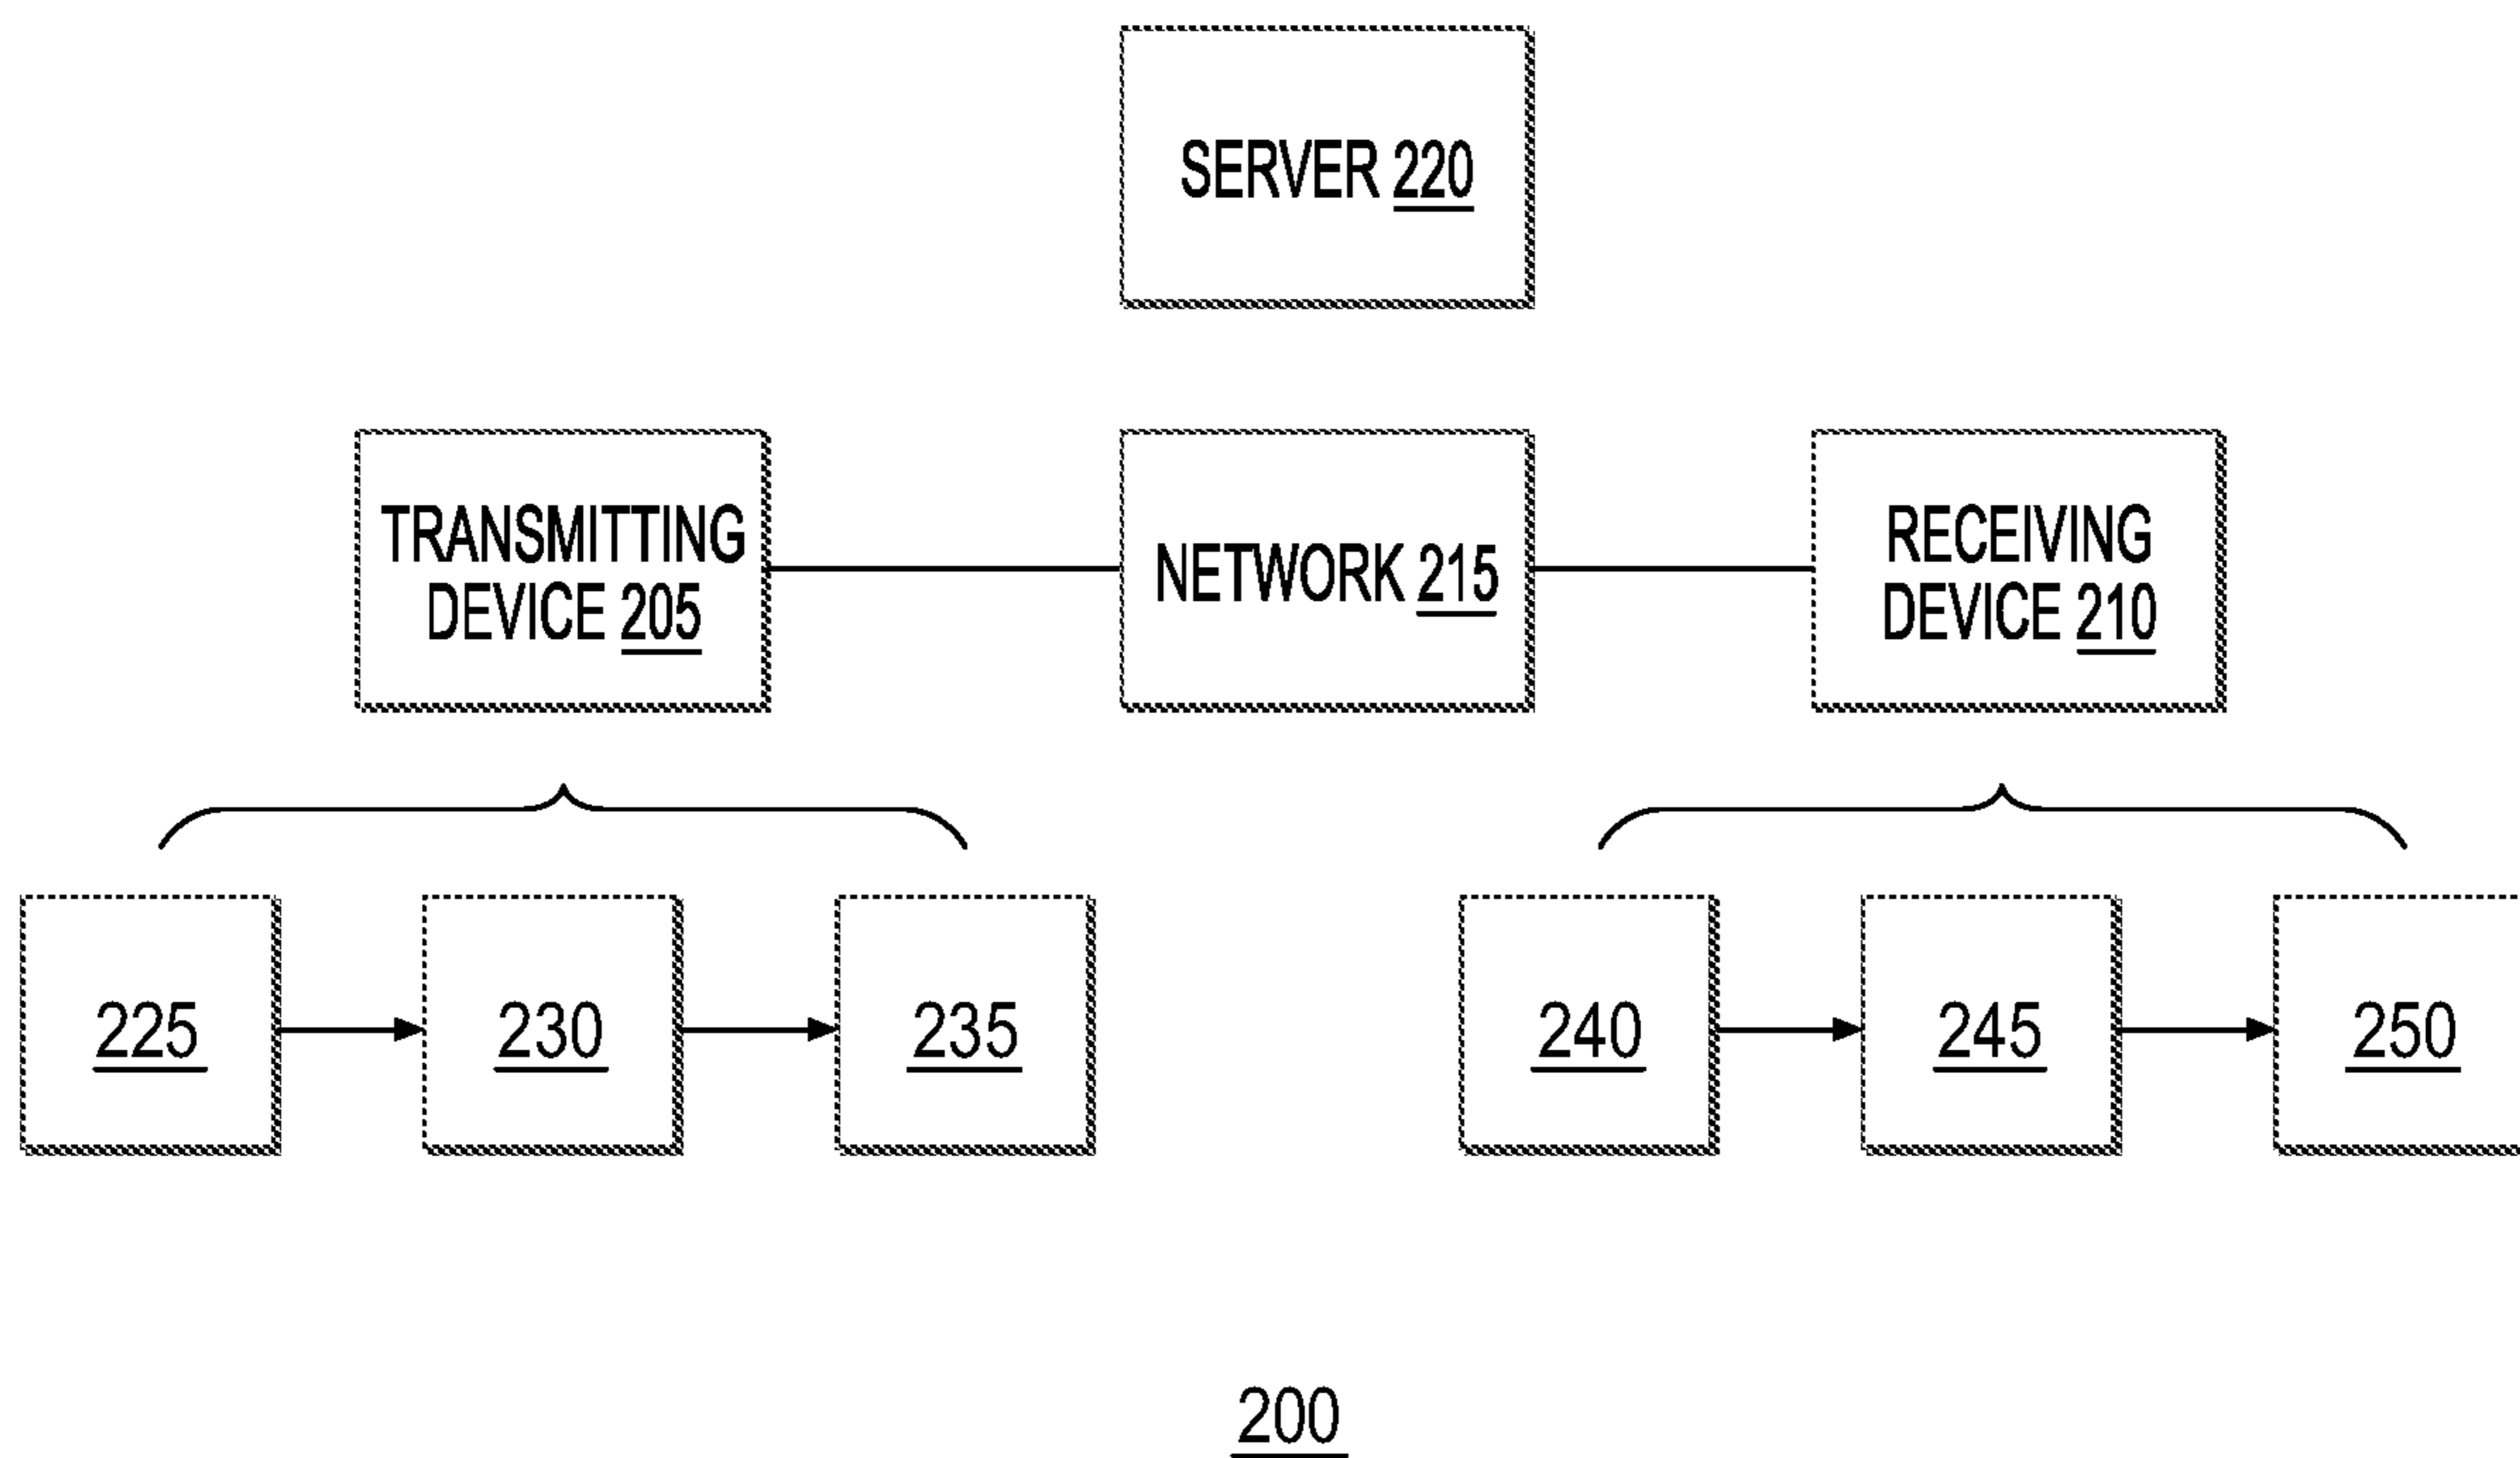 SERVER 220
TRANSMITTING
DEVICE 205
NETWORK 215
RECEIVING
DEVICE 210
225
230
235
240
245
250
200